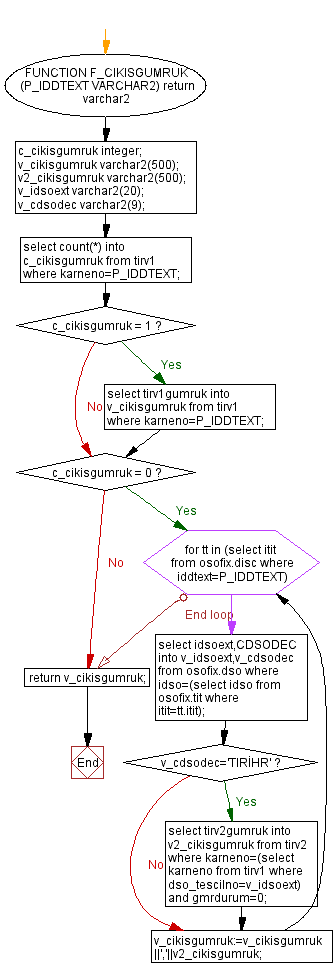 FUNCTION F_CIKISGUMRUK
(P_IDDTEXT VARCHAR2) return
varchar2
c_cikisgumruk integer;
v_cikisgumruk varchar2(500);
v2_cikisgumruk varchar2(500);
v_idsoext varchar2(20);
v_cdsodec varchar2(9);
select count(*) into
c_cikisgumruk from tirv1
where karneno=P_IDDTEXT;
c_cikisgumruk = 1 ?
Yes
select tirv1gumruk into
v_cikisgumruk from tirv1
where karneno=P_IDDTEXT;
No
c_cikisgumruk = 0 ?
Yes
for tt in (select itit
from osofix.disc where
iddtext=P_IDDTEXT)
No
End loop
select idsoext,CDSODEC
into v_idsoext,v_cdsodec
from osofix.dso where
idso=(select idso from
osofix.tit where
itit=tt.itit);
return v_cikisgumruk;
End
v_cdsodec='TIRİHR' ?
Yes
select tirv2gumruk into
v2_cikisgumruk from tirv2
where karneno=(select
karneno from tirv1 where
dso_tescilno=v_idsoext)
and gmrdurum=0;
No
v_cikisgumruk:=v_cikisgumruk
||','||v2_cikisgumruk;